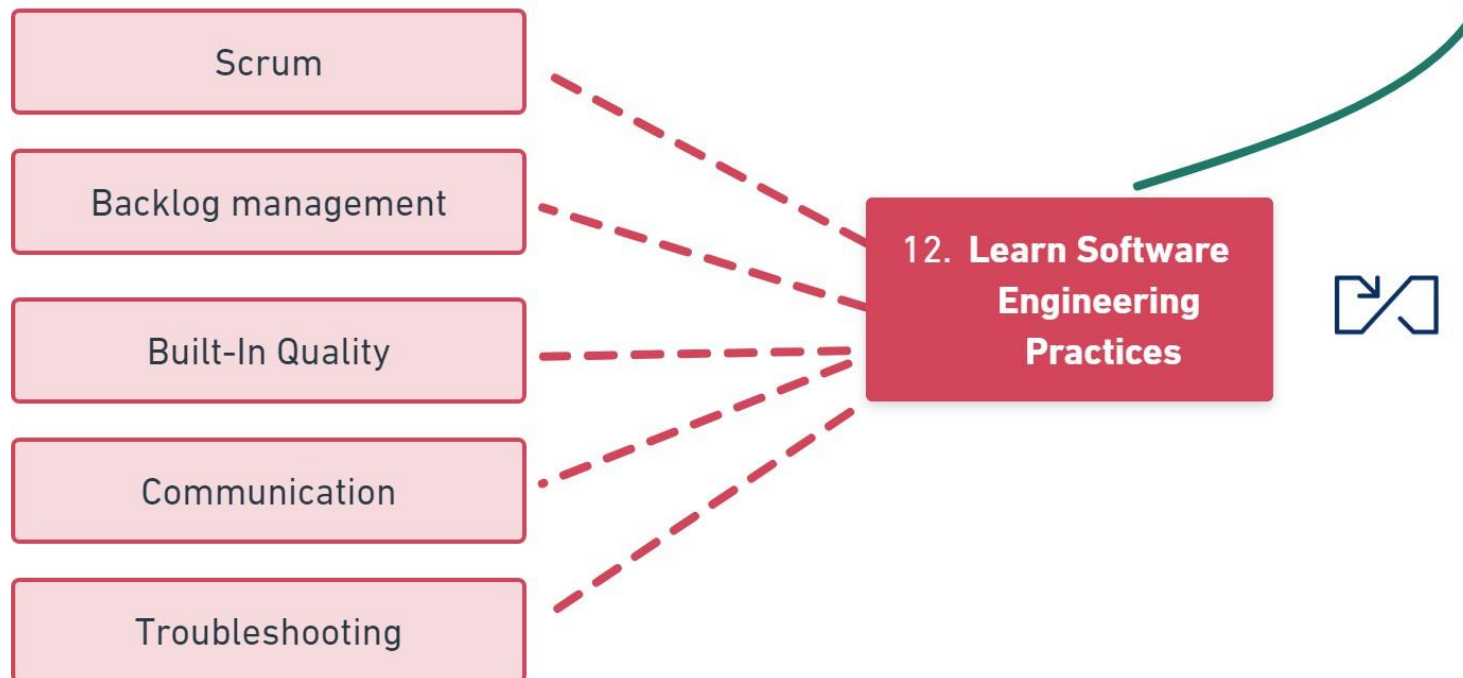 Scrum
Backlog management
Built-In Quality
Communication
Troubleshooting
12. Learn Software
Engineering
Practices